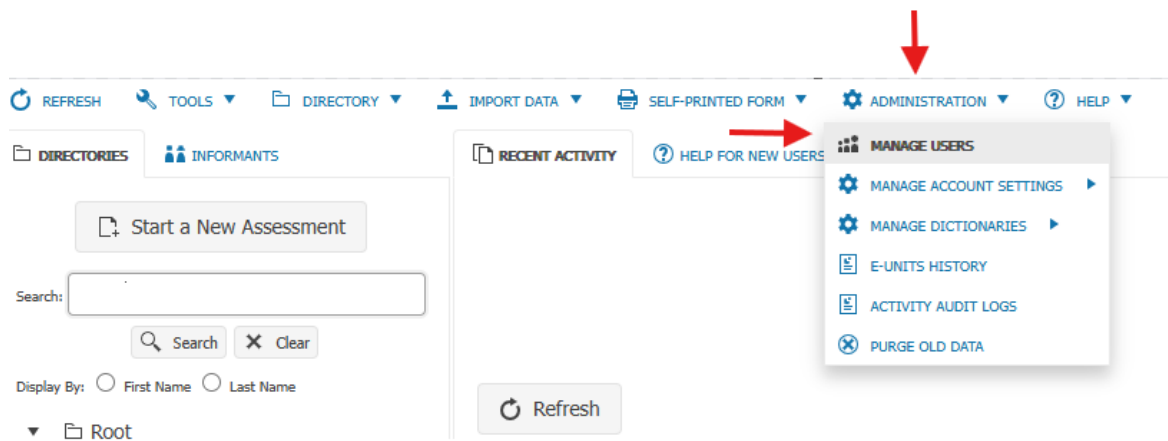 REFRESH TOOLS DIRECTORY IMPORT DATA SELF-PRINTED FORM ADMINISTRATION HELP
DIRECTORIES INFORMANTS
RECENT ACTIVITY HELP FOR NEW USERS
MANAGE USERS
MANAGE ACCOUNT SETTINGS
MANAGE DICTIONARIES
E-UNITS HISTORY
ACTIVITY AUDIT LOGS
PURGE OLD DATA
Start a New Assessment
Search:
Search Clear
Display By: First Name Last Name
Root
Refresh